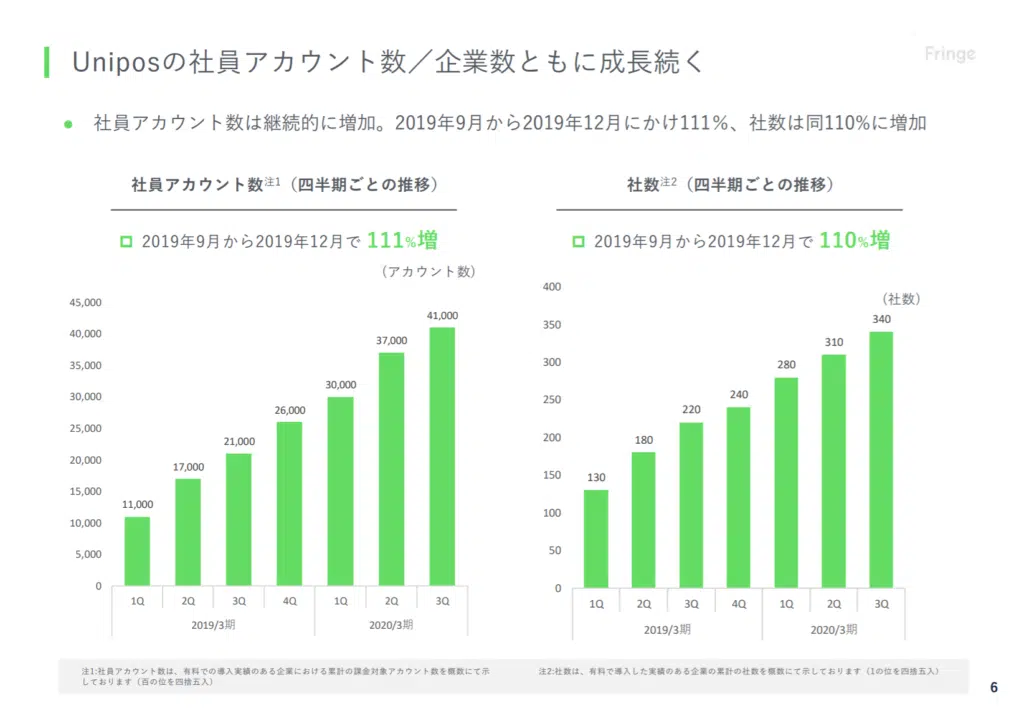 Uniposの社員アカウント数／企業数ともに成長続く
Fringe
社員アカウント数は継続的に増加。2019年9月から2019年12月にかけ111%、社数は同110%に増加
社員アカウント数注1（四半期ごとの推移）
2019年9月から2019年12月で 111%増
（アカウント数）
45,000
40,000
35,000
30,000
25,000
20,000
15,000
10,000
5,000
0
11,000
17,000
21,000
26,000
30,000
37,000
41,000
1Q 2Q 3Q 4Q 1Q 2Q 3Q
2019/3期 2020/3期
社数注2（四半期ごとの推移）
2019年9月から2019年12月で 110%増
（社数）
400
350
300
250
200
150
100
50
0
130
180
220
240
280
310
340
1Q 2Q 3Q 4Q 1Q 2Q 3Q
2019/3期 2020/3期
注1:社員アカウント数は、有料での導入実績のある企業における累計の課金対象アカウント数を概数にて示
しております（百の位を四捨五入）
注2:社数は、有料で導入した実績のある企業の累計の社数を概数にて示しております（1の位を四捨五入）
6